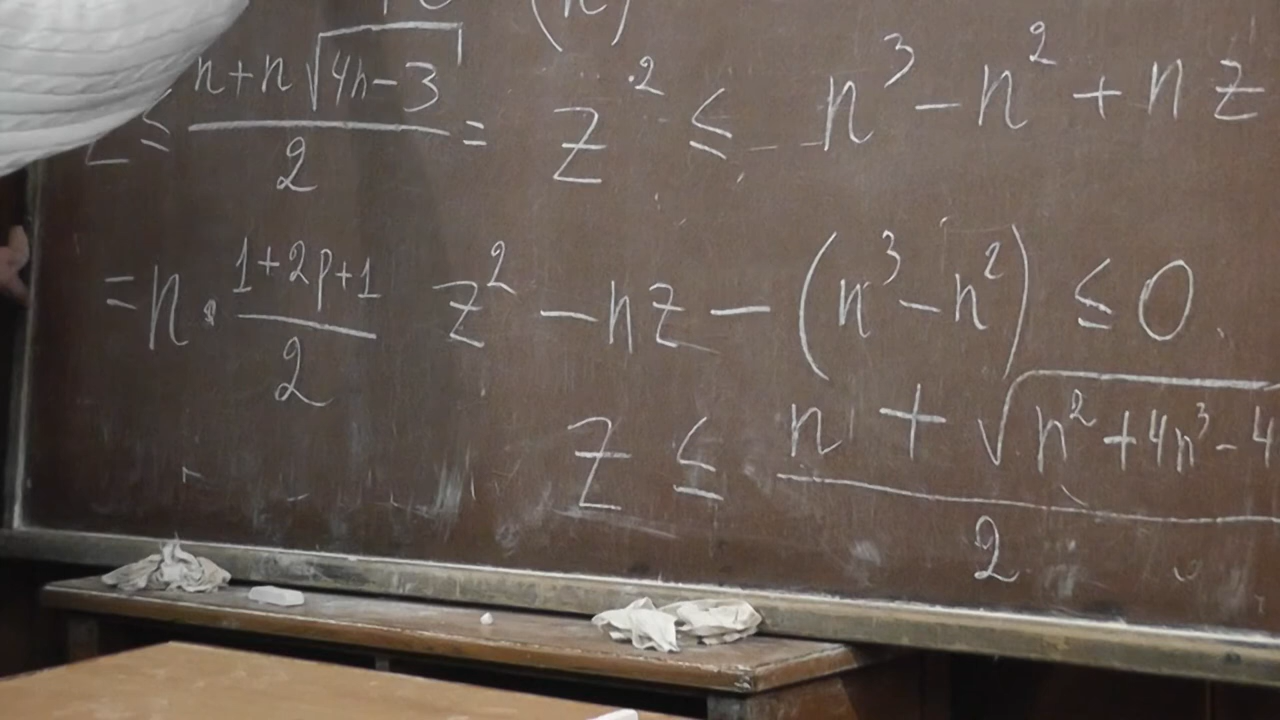 (n)
z ≤ n+n√(4n-3) / 2 =
z² ≤ n³ - n² + nz
= n · 1+2p+1 / 2
z² - nz - (n³ - n²) ≤ 0
z ≤ n + √(n² + 4n³ - 4 / 2